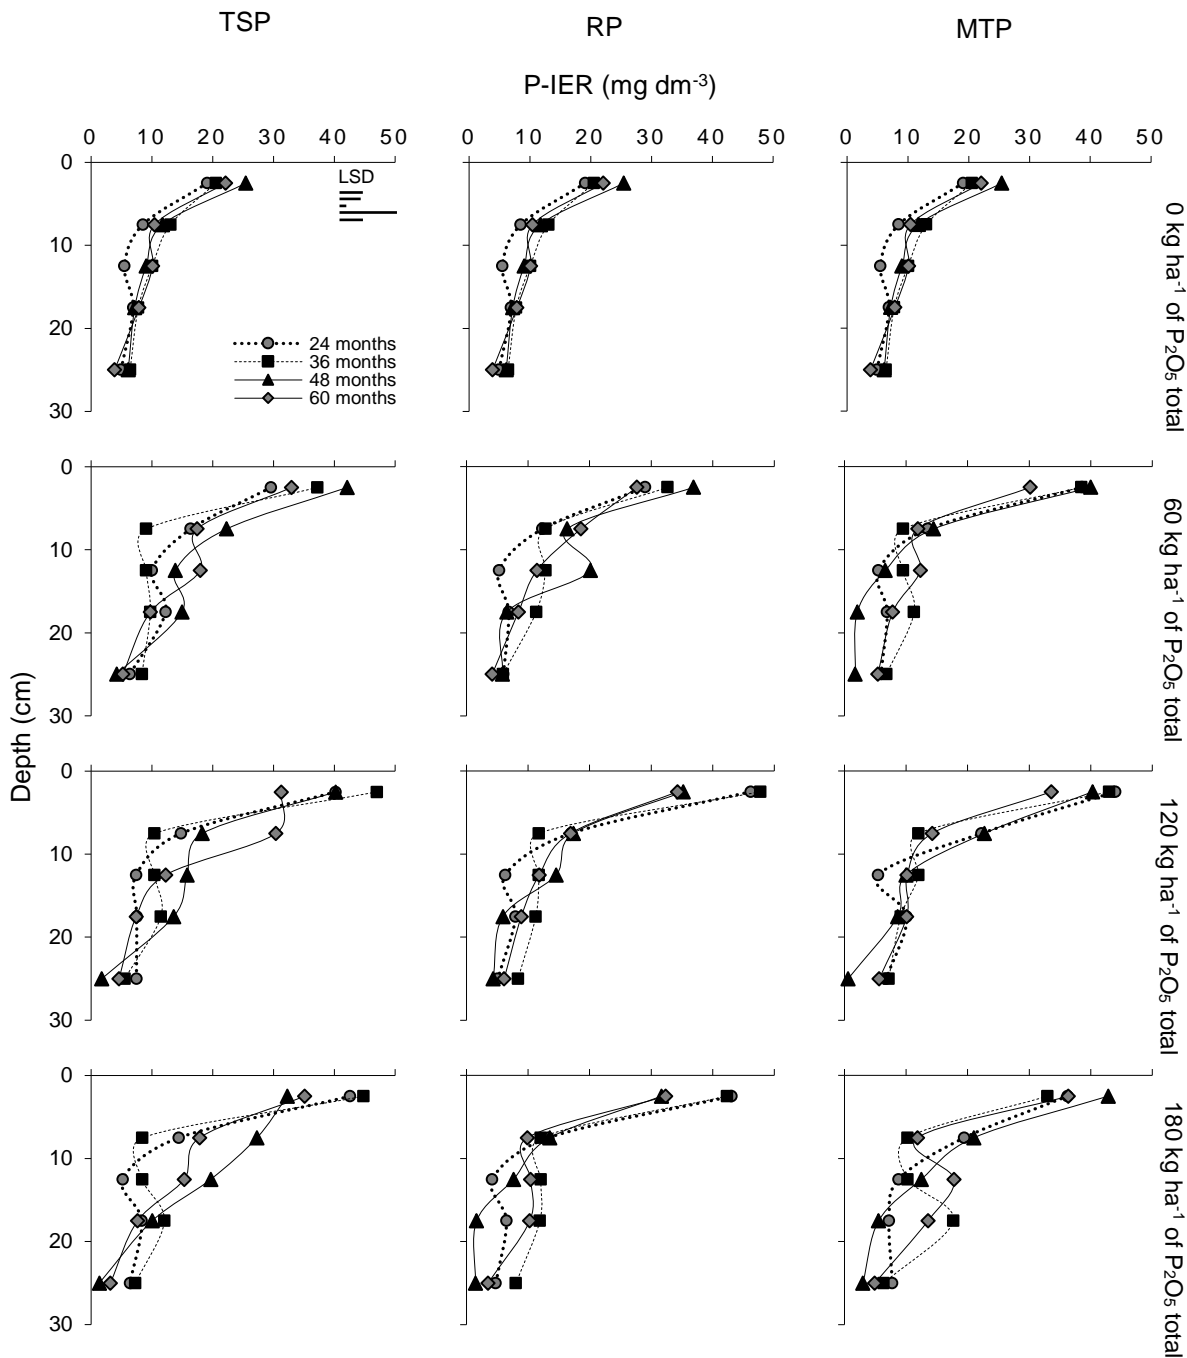 TSP RP MTP
P-IER (mg dm-3)
0 10 20 30 40 50 0 10 20 30 40 50 0 10 20 30 40 50
0
10
20
30
LSD
24 months
36 months
48 months
60 months
0 kg ha-1 of P2O5 total
0
10
20
30
60 kg ha-1 of P2O5 total
Depth (cm)
0
10
20
30
120 kg ha-1 of P2O5 total
0
10
20
30
180 kg ha-1 of P2O5 total